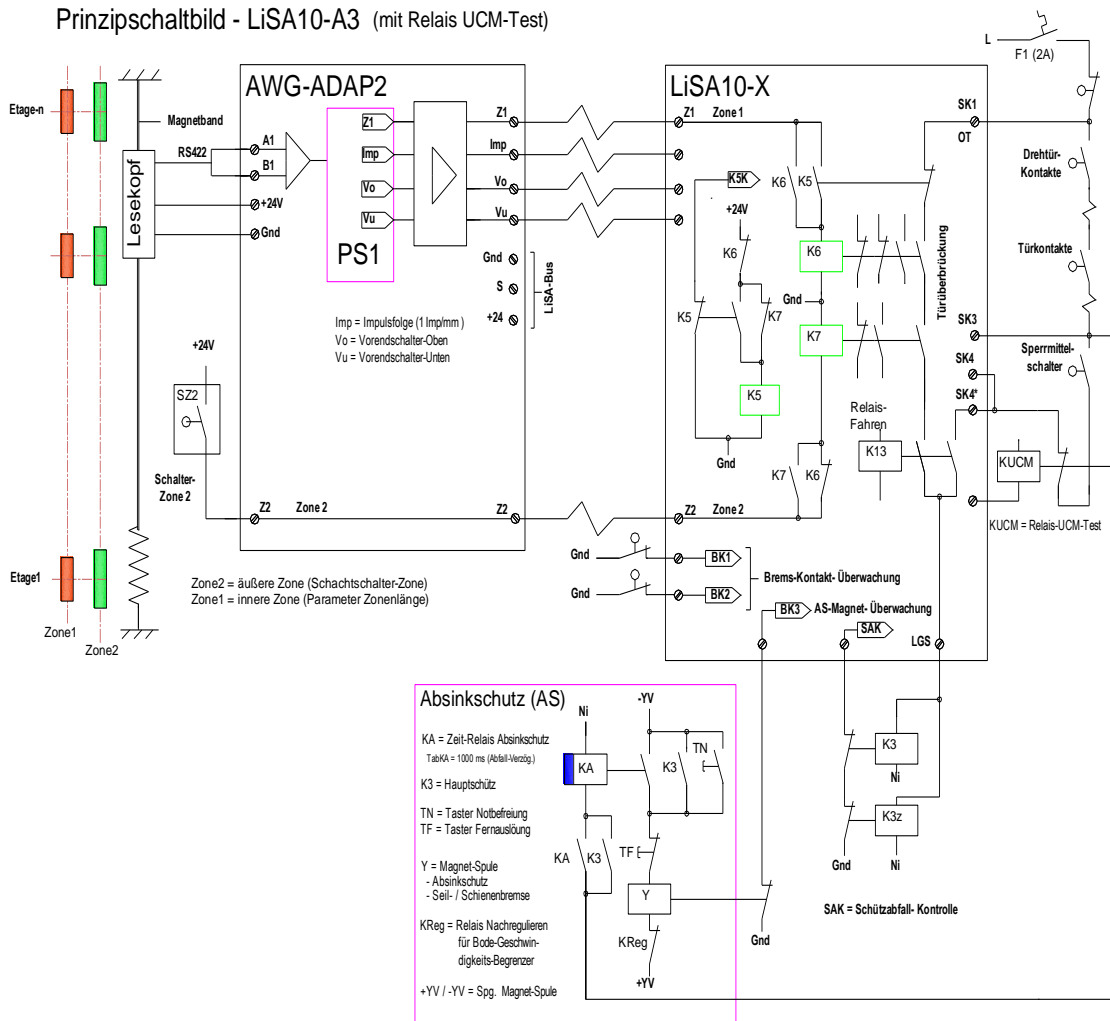 Prinzipschaltbild - LiSA10-A3 (mit Relais UCM-Test)
L
F1 (2A)
AWG-ADAP2
LiSA10-X
Etage-n
Magnetband
RS422
Lesekopf
A1
B1
+24V
Gnd
Z1
Imp
Vo
Vu
PS1
Z1
Imp
Vo
Vu
Gnd
S
+24
LiSA-Bus
Z1 Zone 1
K5K
+24V
K6
K5
K6
K5
K7
K6
Gnd
K7
K5
Gnd
SK1
OT
Türüberbrückung
Drehtür-
Kontakte
Türkontakte
SK3
SK4
SK4*
Sperrmittel-
schalter
Relais-
Fahren
K13
KUCM
KUCM = Relais-UCM-Test
Imp = Impulsfolge (1 Imp/mm )
Vo = Vorendschalter-Oben
Vu = Vorendschalter-Unten
+24V
SZ2
Schalter-
Zone 2
Z2 Zone 2
Z2
K7
K6
Z2 Zone 2
Etage1
Zone1
Zone2
Zone2 = äußere Zone (Schachtschalter-Zone)
Zone1 = innere Zone (Parameter Zonenlänge)
Gnd
BK1
Gnd
BK2
Brems-Kontakt- Überwachung
BK3
AS-Magnet- Überwachung
SAK
LGS
K3
Ni
K3z
Gnd
Ni
SAK = Schützabfall- Kontrolle
Absinkschutz (AS)
Ni
-YV
KA = Zeit-Relais Absinkschutz
TabKA = 1000 ms (Abfall-Verzög.)
K3 = Hauptschütz
TN = Taster Notbefreiung
TF = Taster Fernauslösung
Y = Magnet-Spule
- Absinkschutz
- Seil- / Schienenbremse
KReg = Relais Nachregulieren
für Bode-Geschwin-
digkeits-Begrenzer
+YV / -YV = Spg. Magnet-Spule
KA
K3
TN
KA
K3
TF
Y
KReg
+YV
Gnd